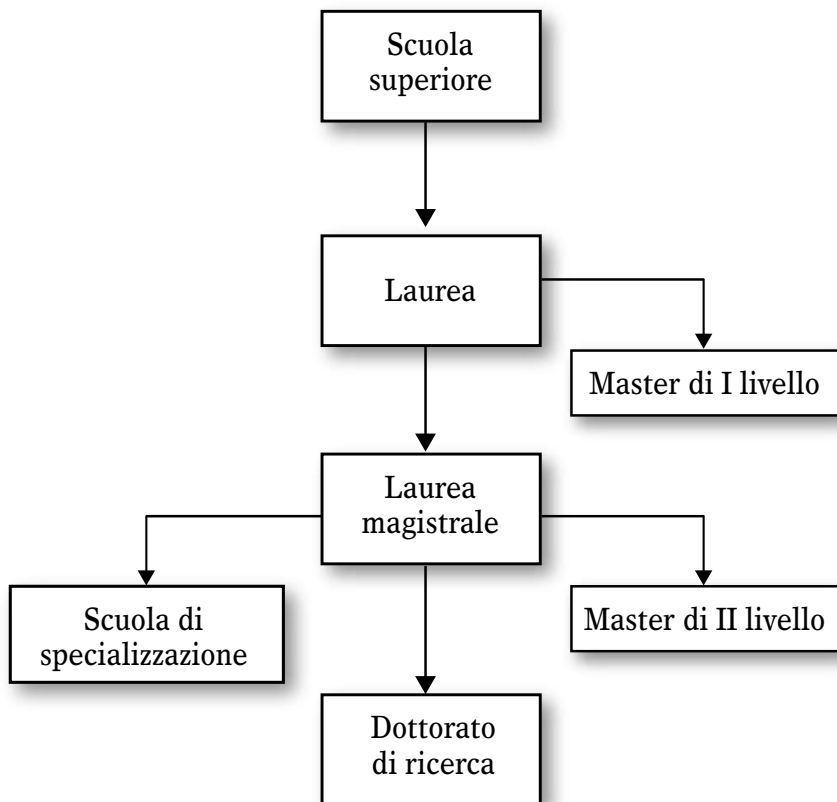 Scuola
superiore
Laurea
Master di I livello
Laurea
magistrale
Scuola di
specializzazione
Master di II livello
Dottorato
di ricerca